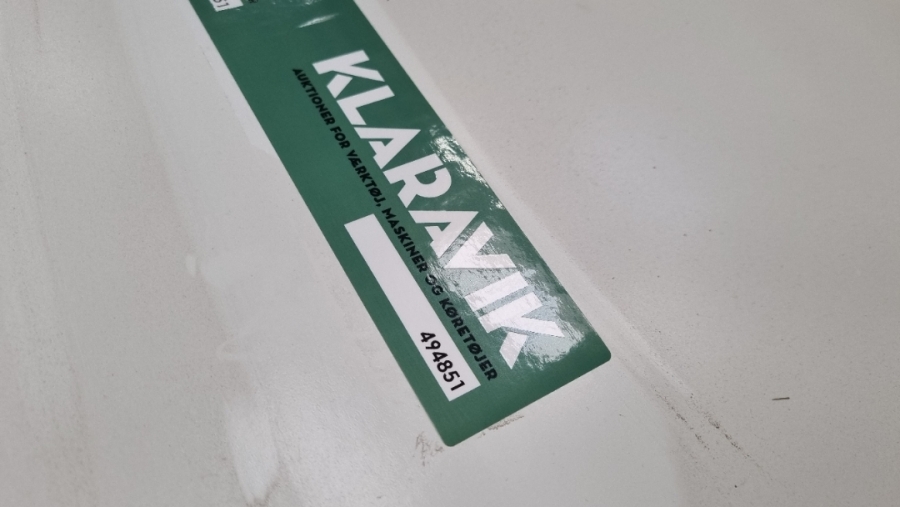 KLARAVIK
AUKTIONER FOR VÆRKTØJ, MASKINER OG KØRETØJER
494851